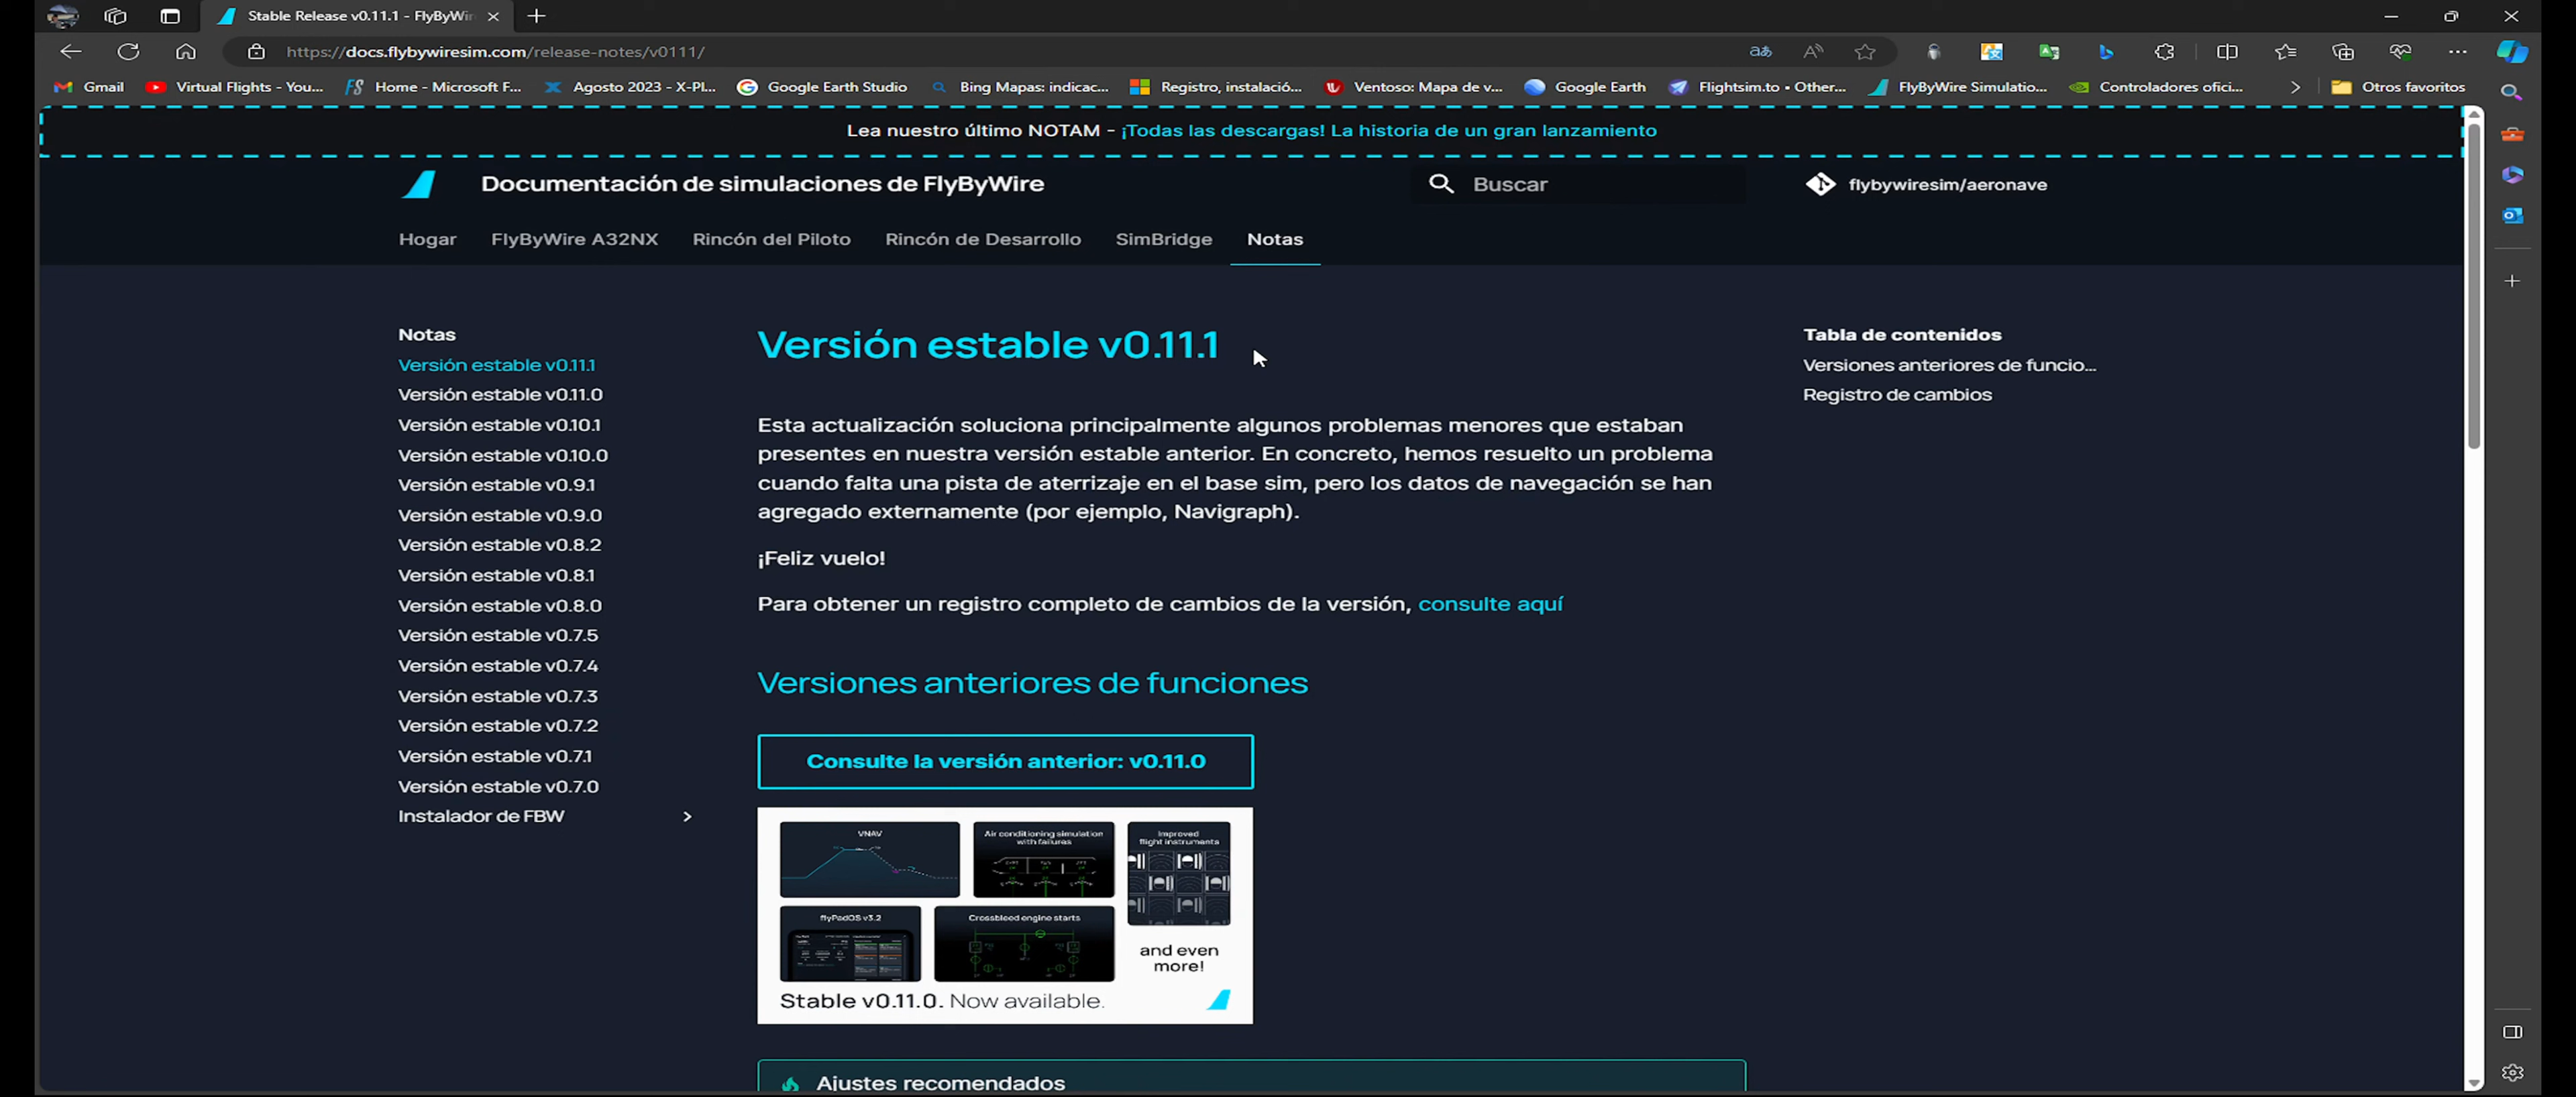 Stable Release v0.11.1 - FlyByWir
https://docs.flybywiresim.com/release-notes/v0111/
Gmail
Virtual Flights - You...
Home - Microsoft F...
Agosto 2023 - X-Pl...
Google Earth Studio
Bing Mapas: indicac...
Registro, instalació...
Ventoso: Mapa de v...
Google Earth
Flightsim.to • Other...
FlyByWire Simulatio...
Controladores ofici...
Otros favoritos
Lea nuestro último NOTAM - ¡Todas las descargas! La historia de un gran lanzamiento
Documentación de simulaciones de FlyByWire
Buscar
flybywiresim/aeronave
Hogar
FlyByWire A32NX
Rincón del Piloto
Rincón de Desarrollo
SimBridge
Notas
Notas
Versión estable v0.11.1
Versión estable v0.11.0
Versión estable v0.10.1
Versión estable v0.10.0
Versión estable v0.9.1
Versión estable v0.9.0
Versión estable v0.8.2
Versión estable v0.8.1
Versión estable v0.8.0
Versión estable v0.7.5
Versión estable v0.7.4
Versión estable v0.7.3
Versión estable v0.7.2
Versión estable v0.7.1
Versión estable v0.7.0
Instalador de FBW
Versión estable v0.11.1
Esta actualización soluciona principalmente algunos problemas menores que estaban
presentes en nuestra versión estable anterior. En concreto, hemos resuelto un problema
cuando falta una pista de aterrizaje en el base sim, pero los datos de navegación se han
agregado externamente (por ejemplo, Navigraph).
¡Feliz vuelo!
Para obtener un registro completo de cambios de la versión, consulte aquí
Versiones anteriores de funciones
Consulte la versión anterior: v0.11.0
VNAV
Air conditioning simulation
with failures
Improved
flight instruments
flyPadOS v3.2
Crossbleed engine starts
and even
more!
Stable v0.11.0. Now available.
Ajustes recomendados
Tabla de contenidos
Versiones anteriores de funcio...
Registro de cambios